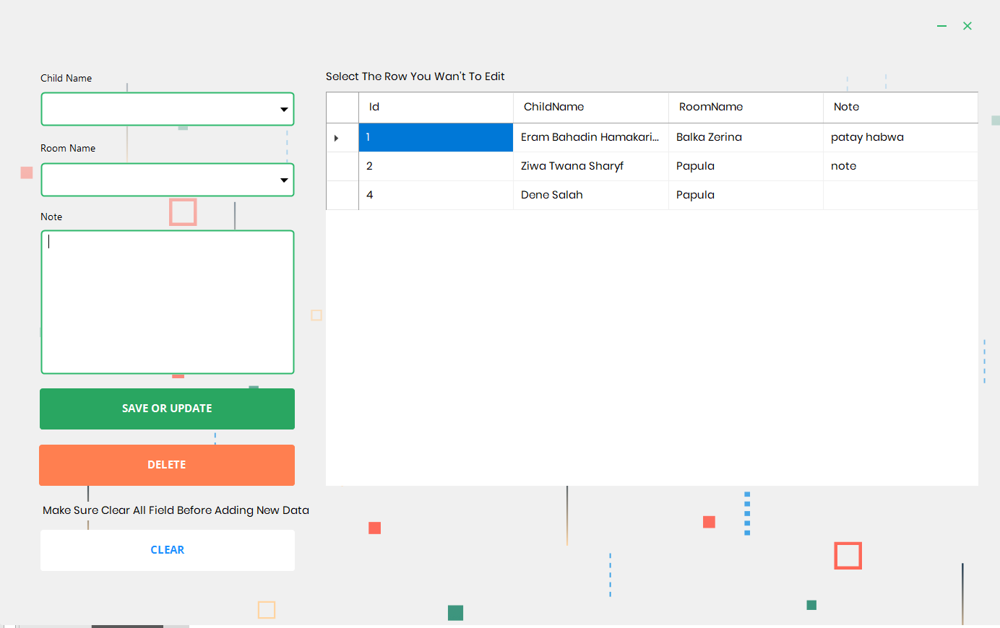 Child Name
Room Name
Note
SAVE OR UPDATE
DELETE
Make Sure Clear All Field Before Adding New Data
CLEAR
Select The Row You Wan't To Edit
Id ChildName RoomName Note
1 Eram Bahadin Hamakari... Balka Zerina patay habwa
2 Ziwa Twana Sharyf Papula note
4 Dene Salah Papula